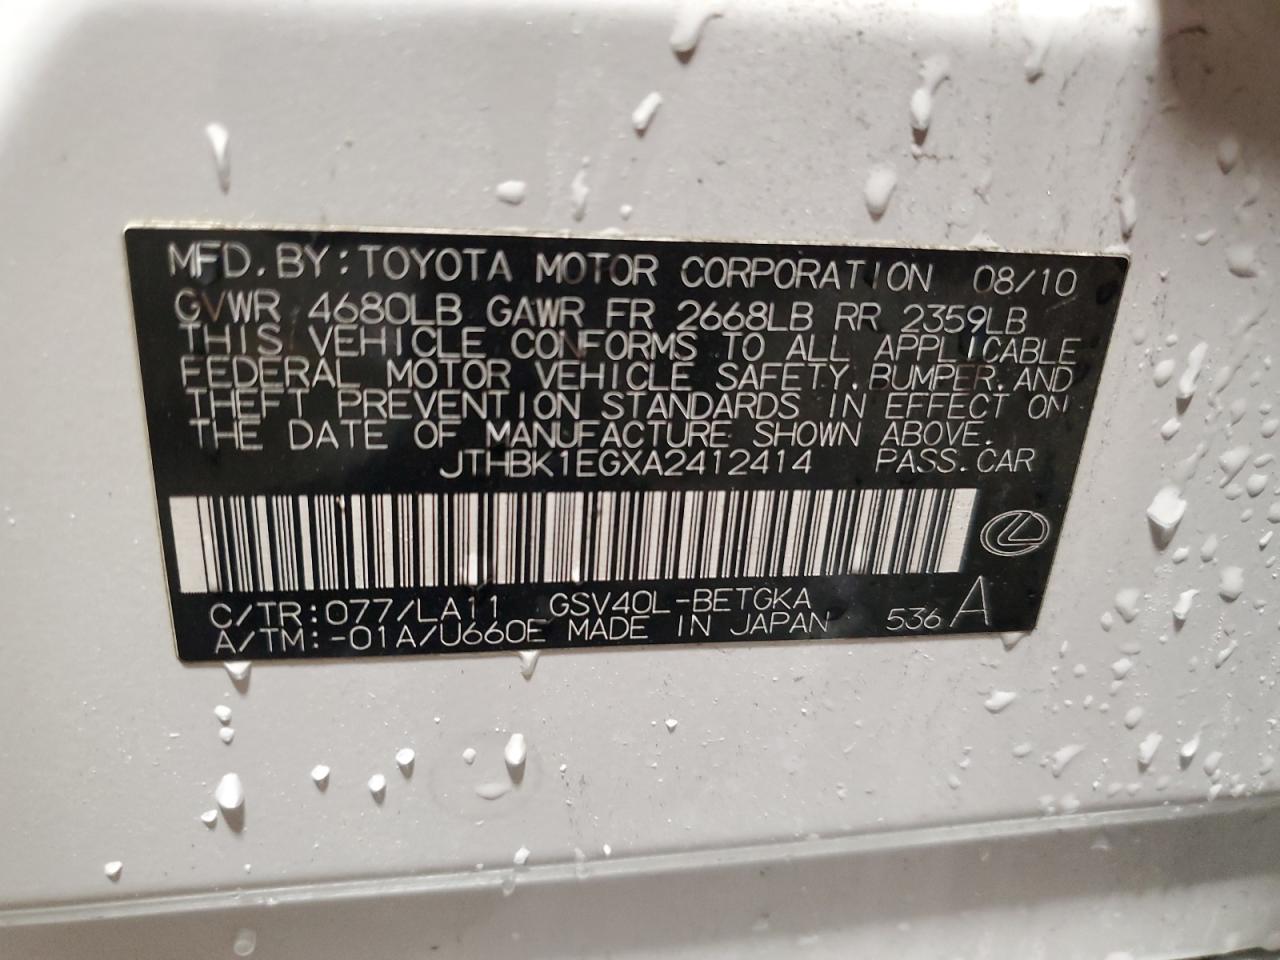 MFD. BY: TOYOTA MOTOR CORPORATION 08/10
GVWR 4680LB GAWR FR 2668LB RR 2359LB
THIS VEHICLE CONFORMS TO ALL APPLICABLE
FEDERAL MOTOR VEHICLE SAFETY, BUMPER, AND
THEFT PREVENTION STANDARDS IN EFFECT ON
THE DATE OF MANUFACTURE SHOWN ABOVE.
JTHBK1EGXA2412414 PASS. CAR
C/TR: 077/LA11 GSV40L-BETGKA
A/TM: -01A/U660E MADE IN JAPAN 536 A